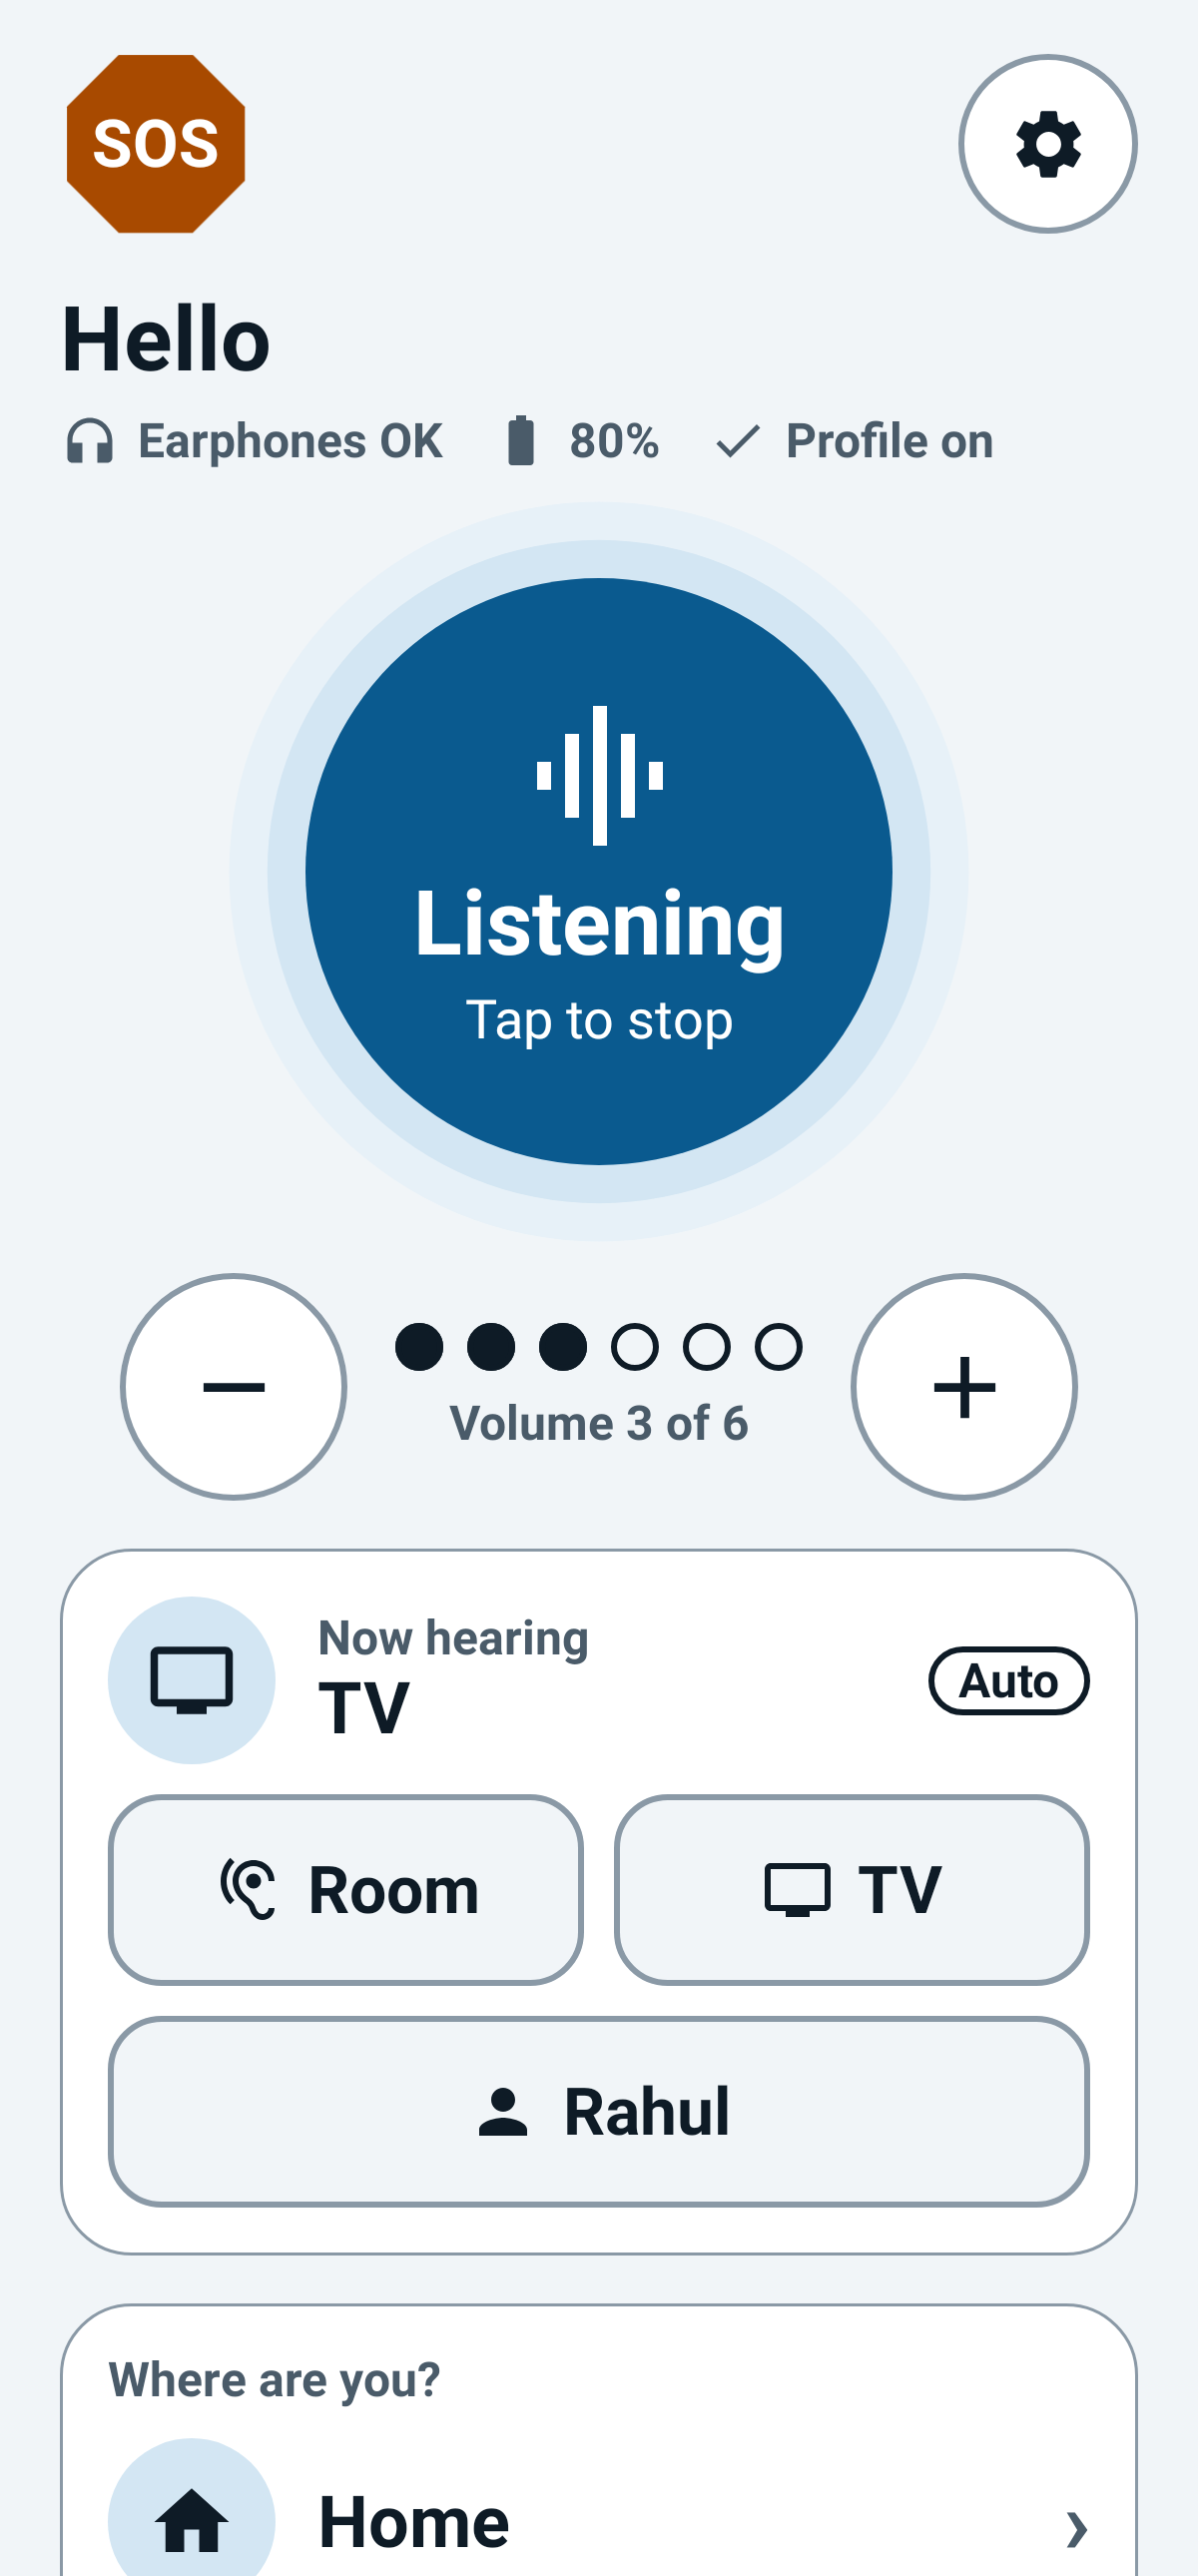 SOS
Hello
Earphones OK 80% Profile on
Listening
Tap to stop
Volume 3 of 6
Now hearing
TV
Auto
Room
TV
Rahul
Where are you?
Home